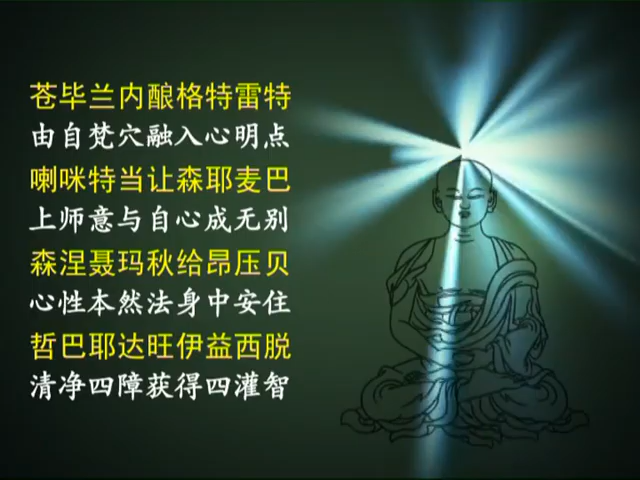 苍毕兰内酿格特雷特
由自梵穴融入心明点
喇咪特当让森耶麦巴
上师意与自心成无别
森涅聂玛秋给昂压贝
心性本然法身中安住
哲巴耶达旺伊益西脱
清净四障获得四灌智